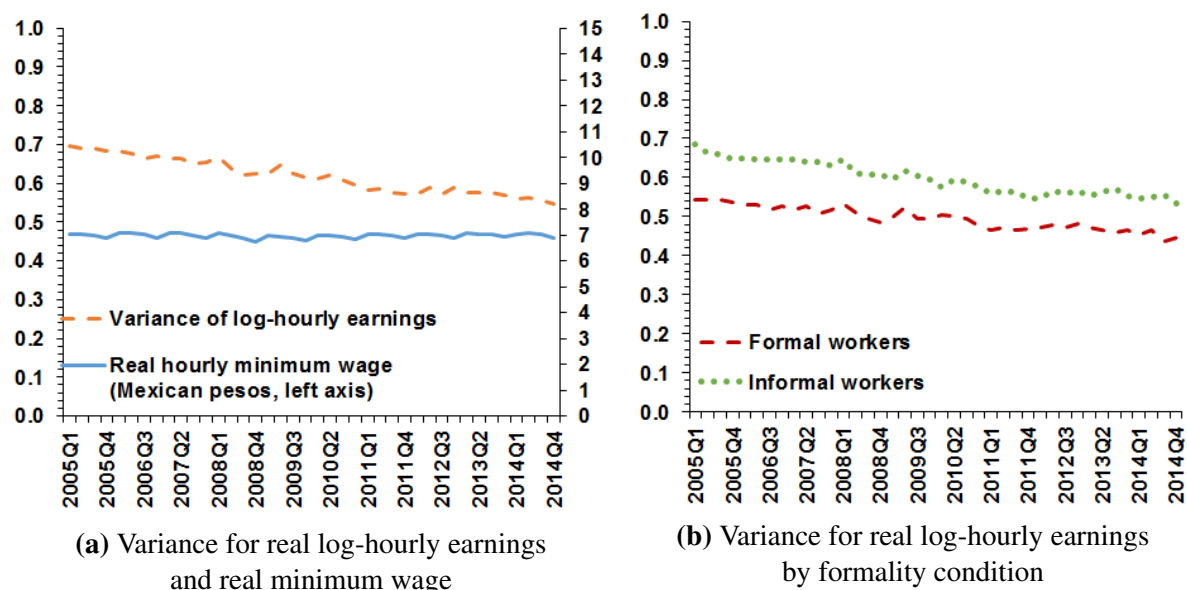 1.0
0.9
0.8
0.7
0.6
0.5
0.4
0.3
0.2
0.1
0.0
15
14
13
12
11
10
9
8
7
6
5
4
3
2
1
0
Variance of log-hourly earnings
Real hourly minimum wage
(Mexican pesos, left axis)
2005Q1
2005Q4
2006Q3
2007Q2
2008Q1
2008Q4
2009Q3
2010Q2
2011Q1
2011Q4
2012Q3
2013Q2
2014Q1
2014Q4
(a) Variance for real log-hourly earnings
and real minimum wage
1.0
0.9
0.8
0.7
0.6
0.5
0.4
0.3
0.2
0.1
0.0
Formal workers
Informal workers
2005Q1
2005Q4
2006Q3
2007Q2
2008Q1
2008Q4
2009Q3
2010Q2
2011Q1
2011Q4
2012Q3
2013Q2
2014Q1
2014Q4
(b) Variance for real log-hourly earnings
by formality condition